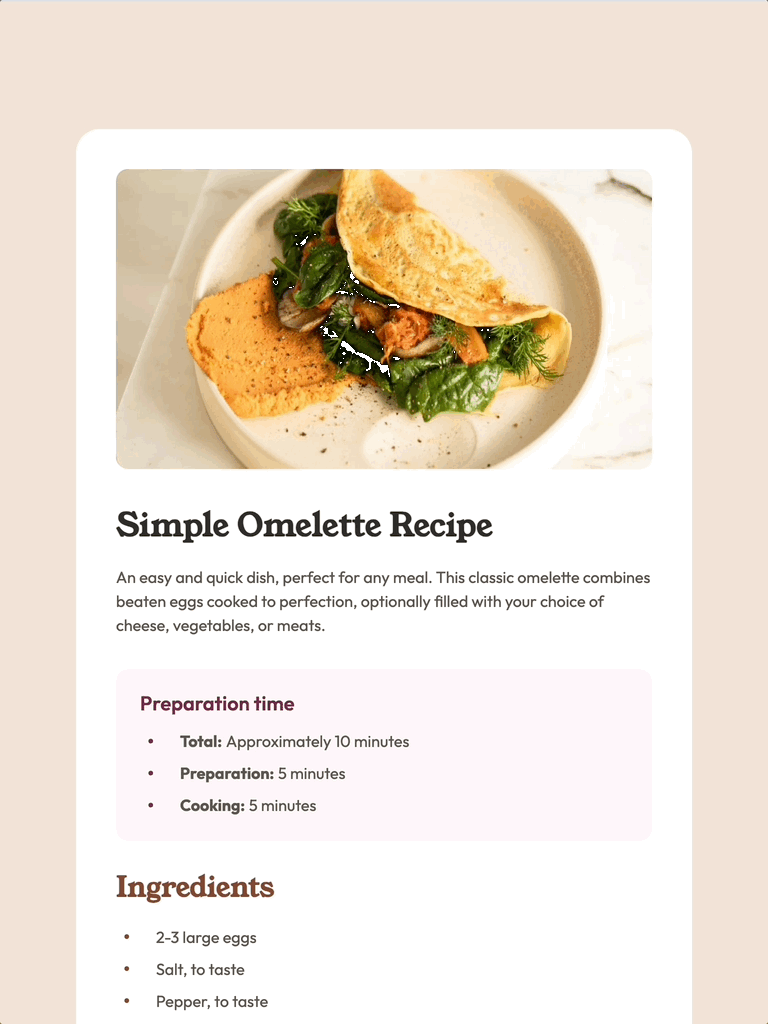 Simple Omelette Recipe
An easy and quick dish, perfect for any meal. This classic omelette combines
beaten eggs cooked to perfection, optionally filled with your choice of
cheese, vegetables, or meats.
Preparation time
• Total: Approximately 10 minutes
• Preparation: 5 minutes
• Cooking: 5 minutes
Ingredients
• 2-3 large eggs
• Salt, to taste
• Pepper, to taste